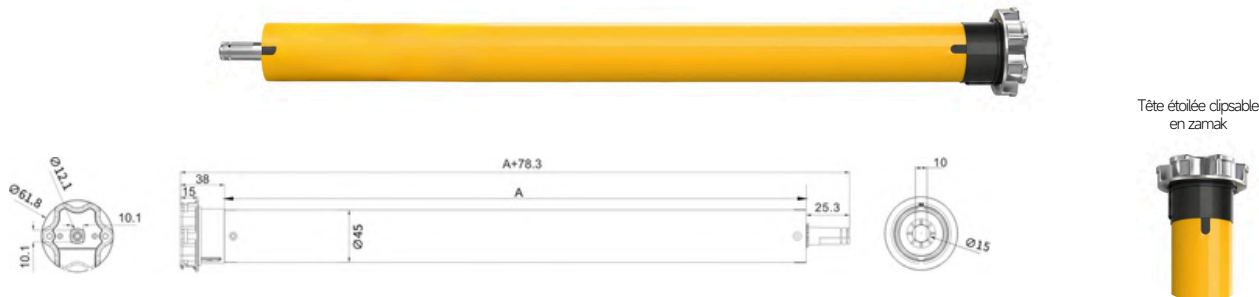 Tête étoilée clipsable
en zamak
A+78.3
10
38
15
A
25.3
Ø12.1
Ø61.8
10.1
10.1
Ø45
Ø15